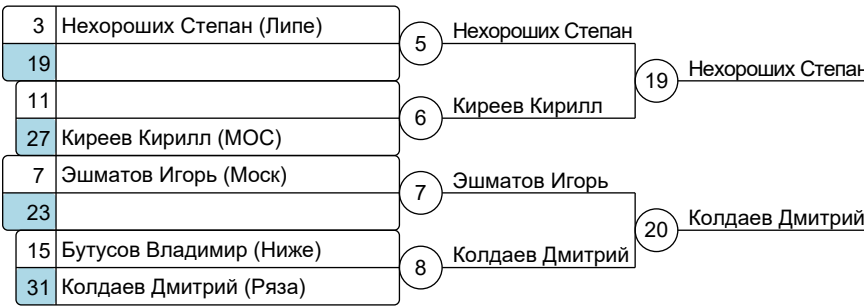 3 Нехороших Степан (Липе)
19
5 Нехороших Степан
11
27 Киреев Кирилл (МОС)
6 Киреев Кирилл
19 Нехороших Степан
7 Эшматов Игорь (Моск)
23
7 Эшматов Игорь
15 Бутусов Владимир (Ниже)
31 Колдаев Дмитрий (Ряза)
8 Колдаев Дмитрий
20 Колдаев Дмитрий